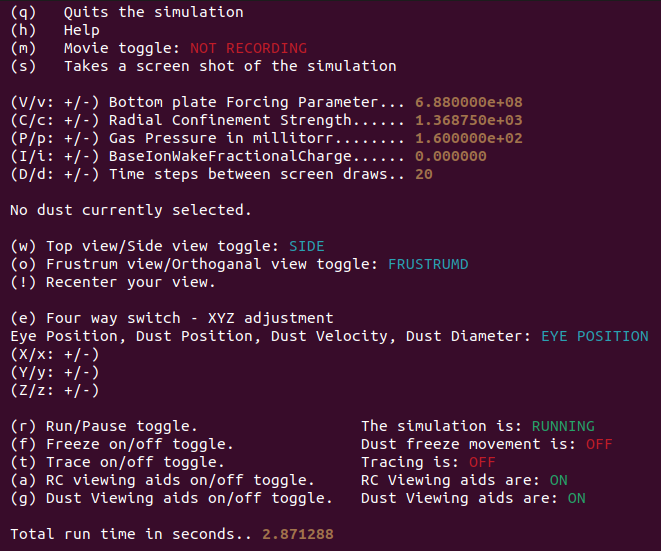 (q)   Quits the simulation
(h)   Help
(m)   Movie toggle: NOT RECORDING
(s)   Takes a screen shot of the simulation
(V/v: +/-) Bottom plate Forcing Parameter... 6.880000e+08
(C/c: +/-) Radial Confinement Strength...... 1.368750e+03
(P/p: +/-) Gas Pressure in millitorr........ 1.600000e+02
(I/i: +/-) BaseIonWakeFractionalCharge...... 0.000000
(D/d: +/-) Time steps between screen draws.. 20
No dust currently selected.
(w) Top view/Side view toggle: SIDE
(o) Frustrum view/Orthoganal view toggle: FRUSTRUMD
(!) Recenter your view.
(e) Four way switch - XYZ adjustment
Eye Position, Dust Position, Dust Velocity, Dust Diameter: EYE POSITION
(X/x: +/-)
(Y/y: +/-)
(Z/z: +/-)
(r) Run/Pause toggle.                  The simulation is: RUNNING
(f) Freeze on/off toggle.              Dust freeze movement is: OFF
(t) Trace on/off toggle.               Tracing is: OFF
(a) RC viewing aids on/off toggle.     RC Viewing aids are: ON
(g) Dust Viewing aids on/off toggle.   Dust Viewing aids are: ON
Total run time in seconds.. 2.871288